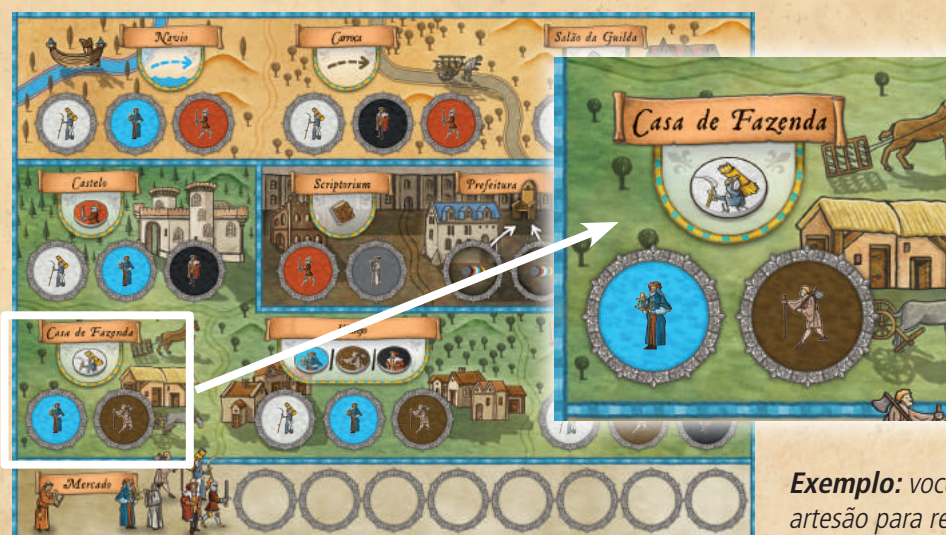 Navio
Carroça
Salão da Guilda
Castelo
Scriptorium
Prefeitura
Casa de Fazenda
Casa de Fazenda
Mercado
Exemplo: você
artesão para re